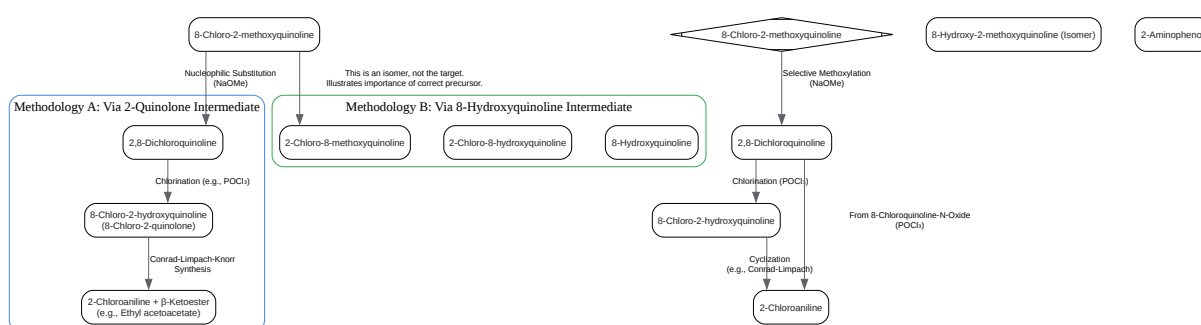 8-Chloro-2-methoxyquinoline
8-Chloro-2-methoxyquinoline
8-Hydroxy-2-methoxyquinoline (Isomer)
Nucleophilic Substitution
(NaOMe)
This is an isomer, not the target.
Illustrates importance of correct precursor.
Selective Methoxylation
(NaOMe)
Methodology A: Via 2-Quinolone Intermediate
Methodology B: Via 8-Hydroxyquinoline Intermediate
2,8-Dichloroquinoline
2-Chloro-8-methoxyquinoline
2-Chloro-8-hydroxyquinoline
8-Hydroxyquinoline
2,8-Dichloroquinoline
Chlorination (e.g., POCl₃)
Chlorination (POCl₃)
8-Chloro-2-hydroxyquinoline
(8-Chloro-2-quinolone)
8-Chloro-2-hydroxyquinoline
From 8-Chloroquinoline-N-Oxide
(POCl₃)
Conrad-Limpach-Knorr
Synthesis
Cyclization
(e.g., Conrad-Limpach)
2-Chloroaniline + β-Ketoester
(e.g., Ethyl acetoacetate)
2-Chloroaniline